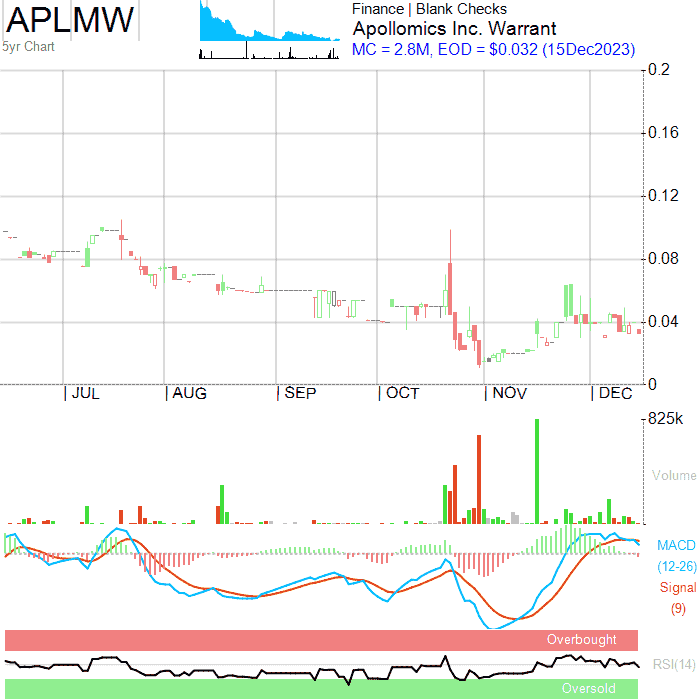 APLMW
5yr Chart
Finance | Blank Checks
Apollomics Inc. Warrant
MC = 2.8M, EOD = $0.032 (15Dec2023)
0.2
0.16
0.12
0.08
0.04
0
| JUL | AUG | SEP | OCT | NOV | DEC
825k
Volume
MACD
(12-26)
Signal
(9)
Overbought
RSI(14)
Oversold